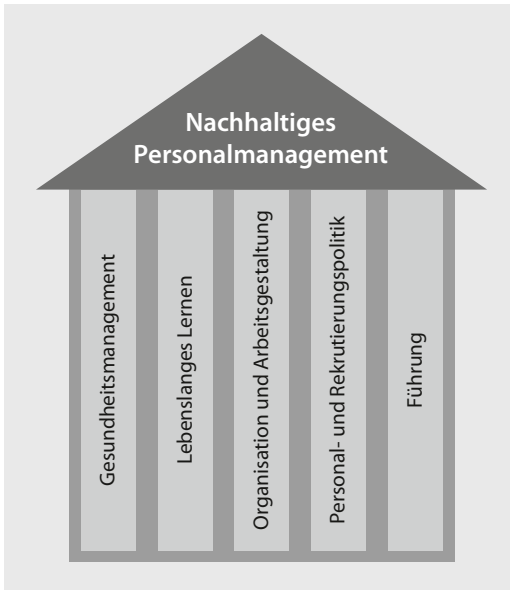 Nachhaltiges
Personalmanagement
Gesundheitsmanagement
Lebenslanges Lernen
Organisation und Arbeitsgestaltung
Personal- und Rekrutierungspolitik
Führung